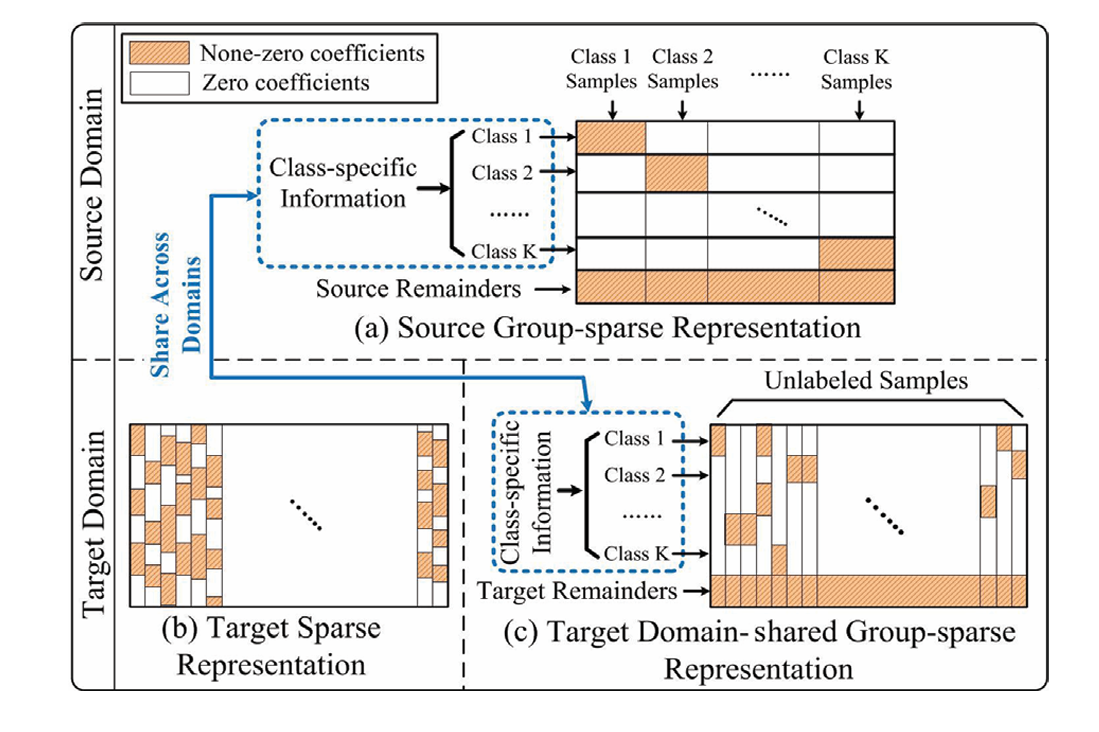 None-zero coefficients
Zero coefficients
Source Domain
Class 1
Samples
Class 2
Samples
......
Class K
Samples
Class-specific
Information
Class 1
Class 2
......
Class K
Source Remainders
(a) Source Group-sparse Representation
Share Across
Domains
Target Domain
(b) Target Sparse
Representation
Unlabeled Samples
Class-specific
Information
Class 1
Class 2
......
Class K
Target Remainders
(c) Target Domain-shared Group-sparse
Representation